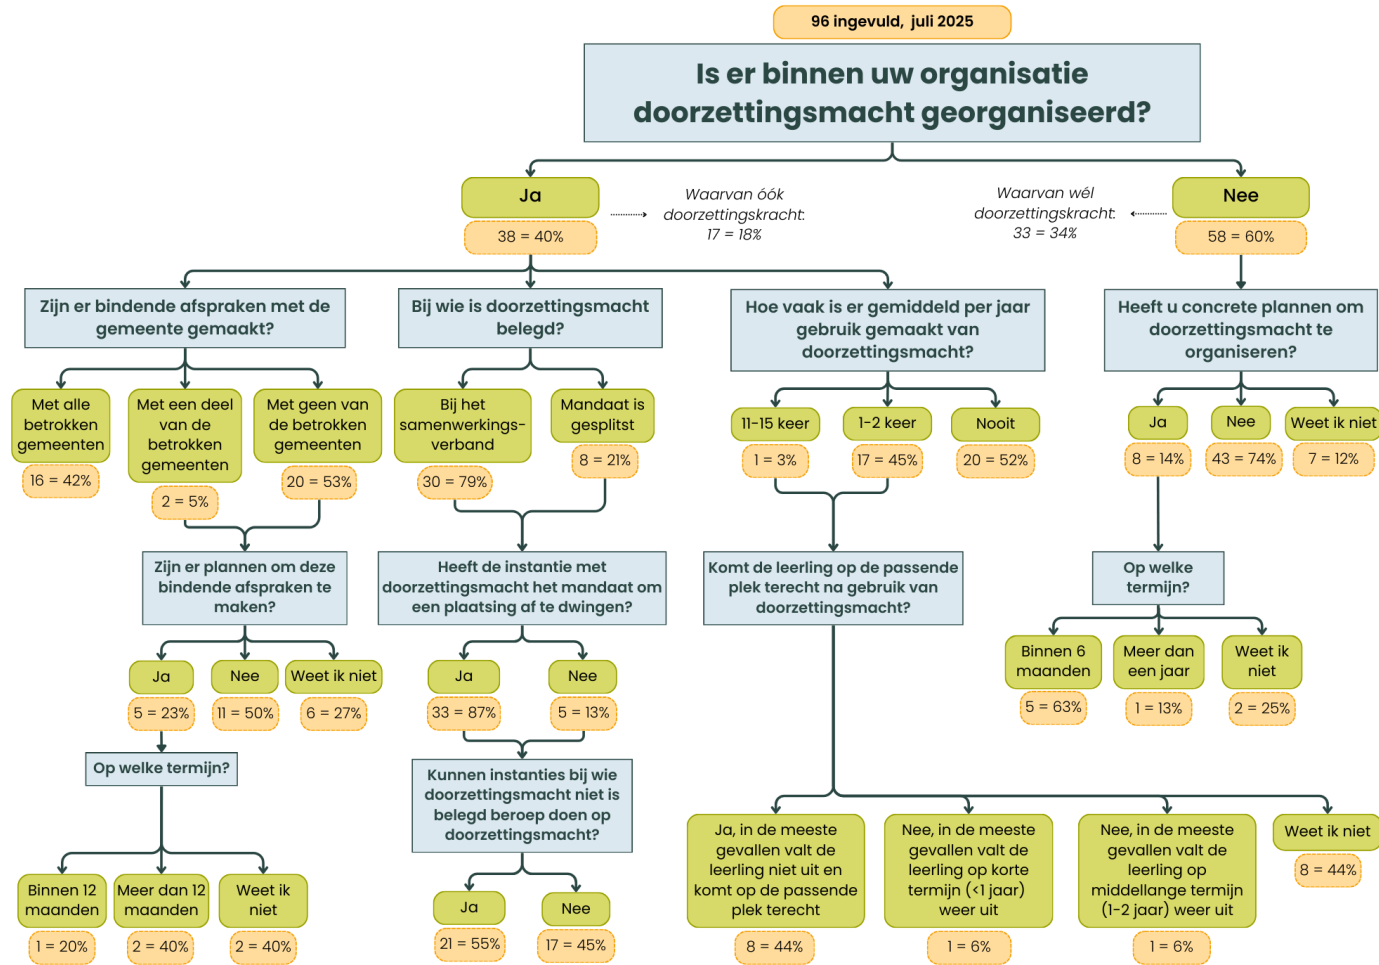 96 ingevuld, juli 2025
Is er binnen uw organisatie
doorzettingsmacht georganiseerd?
Ja
38 = 40%
Waarvan óók
doorzettingskracht:
17 = 18%
Waarvan wél
doorzettingskracht:
33 = 34%
Nee
58 = 60%
Zijn er bindende afspraken met de
gemeente gemaakt?
Met alle
betrokken
gemeenten
16 = 42%
Met een deel
van de
betrokken
gemeenten
2 = 5%
Met geen van
de betrokken
gemeenten
20 = 53%
Zijn er plannen om deze
bindende afspraken te
maken?
Ja
5 = 23%
Nee
11 = 50%
Weet ik niet
6 = 27%
Op welke termijn?
Binnen 12
maanden
1 = 20%
Meer dan 12
maanden
2 = 40%
Weet ik
niet
2 = 40%
Bij wie is doorzettingsmacht
belegd?
Bij het
samenwerkings-
verband
30 = 79%
Mandaat is
gesplitst
8 = 21%
Heeft de instantie met
doorzettingsmacht het mandaat om
een plaatsing af te dwingen?
Ja
33 = 87%
Nee
5 = 13%
Kunnen instanties bij wie
doorzettingsmacht niet is
belegd beroep doen op
doorzettingsmacht?
Ja
21 = 55%
Nee
17 = 45%
Hoe vaak is er gemiddeld per jaar
gebruik gemaakt van
doorzettingsmacht?
11-15 keer
1 = 3%
1-2 keer
17 = 45%
Nooit
20 = 52%
Komt de leerling op de passende
plek terecht na gebruik van
doorzettingsmacht?
Ja, in de meeste
gevallen valt de
leerling niet uit en
komt op de passende
plek terecht
8 = 44%
Nee, in de meeste
gevallen valt de
leerling op korte
termijn (<1 jaar)
weer uit
1 = 6%
Nee, in de meeste
gevallen valt de
leerling op
middellange termijn
(1-2 jaar) weer uit
1 = 6%
Weet ik niet
8 = 44%
Heeft u concrete plannen om
doorzettingsmacht te
organiseren?
Ja
8 = 14%
Nee
43 = 74%
Weet ik niet
7 = 12%
Op welke
termijn?
Binnen 6
maanden
5 = 63%
Meer dan
een jaar
1 = 13%
Weet ik
niet
2 = 25%